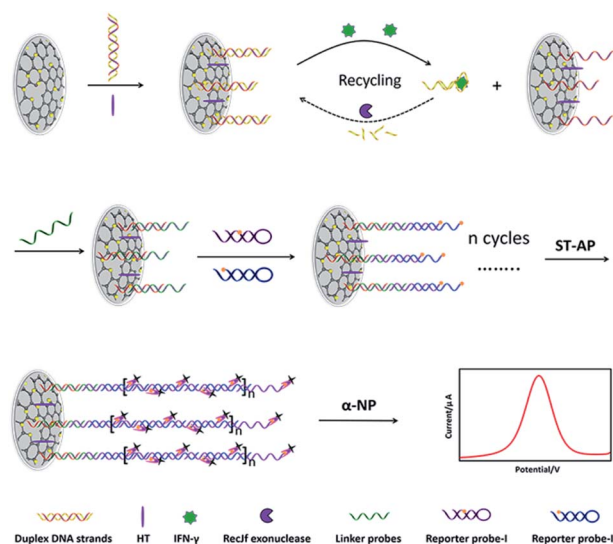 Recycling
+
n cycles
........
ST-AP
[ ]n
[ ]n
[ ]n
α-NP
Current/μ A
Potential/V
Duplex DNA strands HT IFN-γ RecJf exonuclease Linker probes Reporter probe-I Reporter probe-I